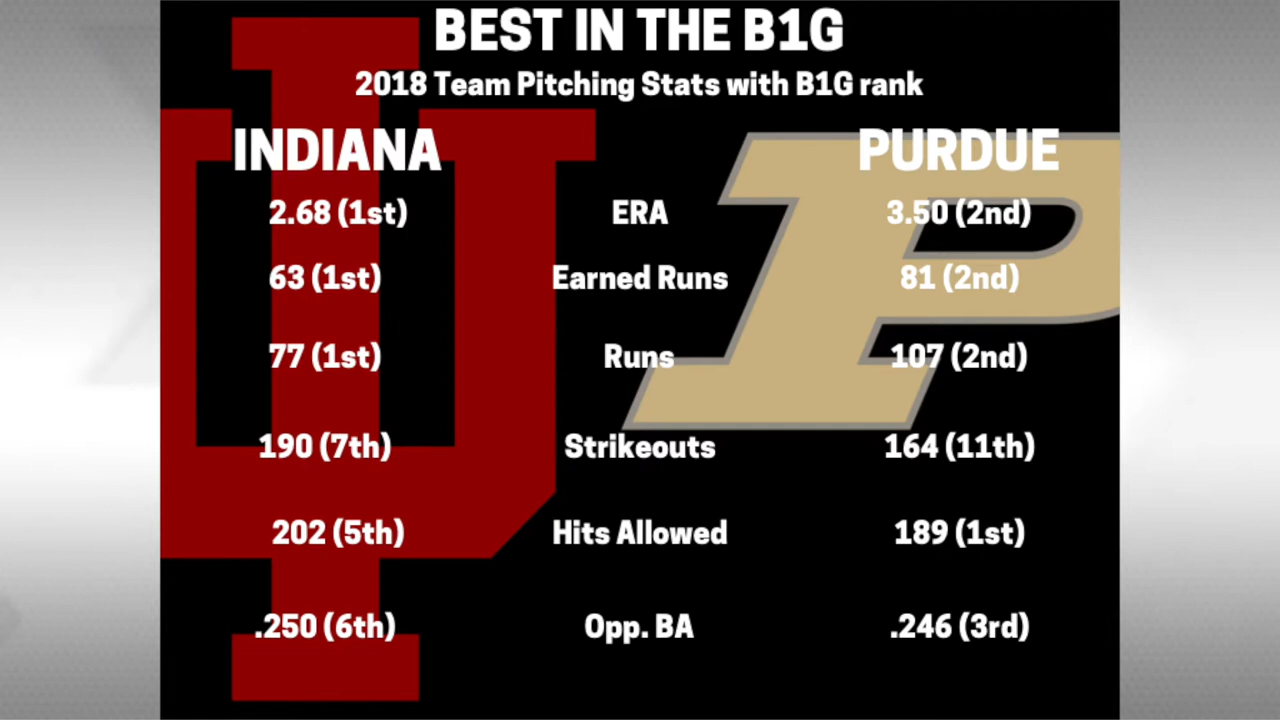 BEST IN THE B1G
2018 Team Pitching Stats with B1G rank
INDIANA PURDUE
2.68 (1st) ERA 3.50 (2nd)
63 (1st) Earned Runs 81 (2nd)
77 (1st) Runs 107 (2nd)
190 (7th) Strikeouts 164 (11th)
202 (5th) Hits Allowed 189 (1st)
.250 (6th) Opp. BA .246 (3rd)